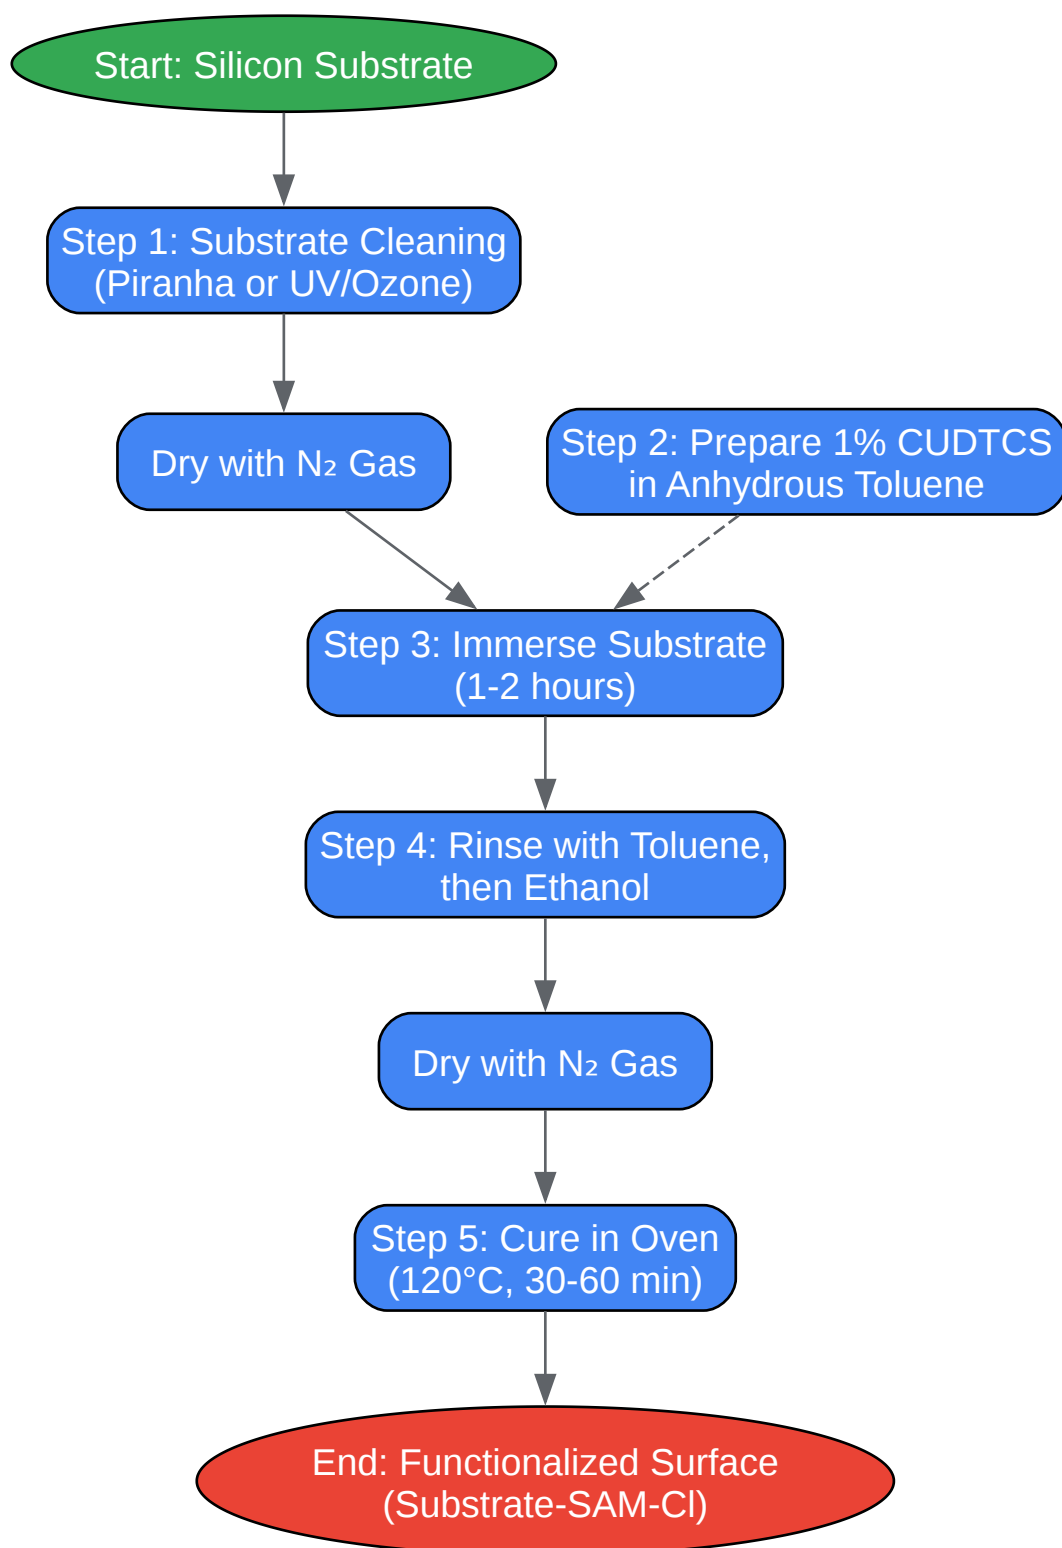 Start: Silicon Substrate
Step 1: Substrate Cleaning
(Piranha or UV/Ozone)
Dry with N₂ Gas
Step 2: Prepare 1% CUDTCS
in Anhydrous Toluene
Step 3: Immerse Substrate
(1-2 hours)
Step 4: Rinse with Toluene,
then Ethanol
Dry with N₂ Gas
Step 5: Cure in Oven
(120°C, 30-60 min)
End: Functionalized Surface
(Substrate-SAM-Cl)